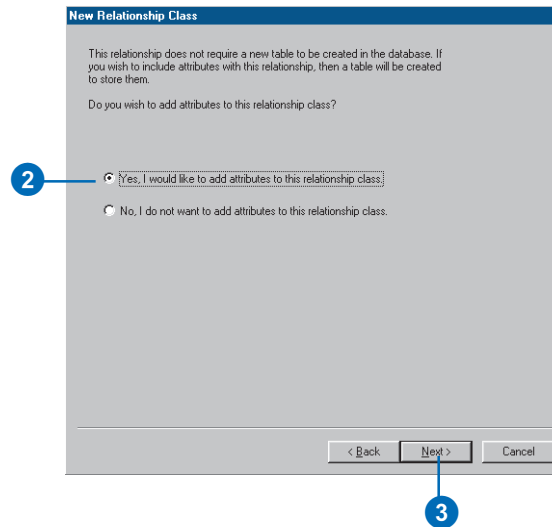 New Relationship Class
This relationship does not require a new table to be created in the database. If
you wish to include attributes with this relationship, then a table will be created
to store them.
Do you wish to add attributes to this relationship class?
2
Yes, I would like to add attributes to this relationship class.
No, I do not want to add attributes to this relationship class.
< Back Next > Cancel
3